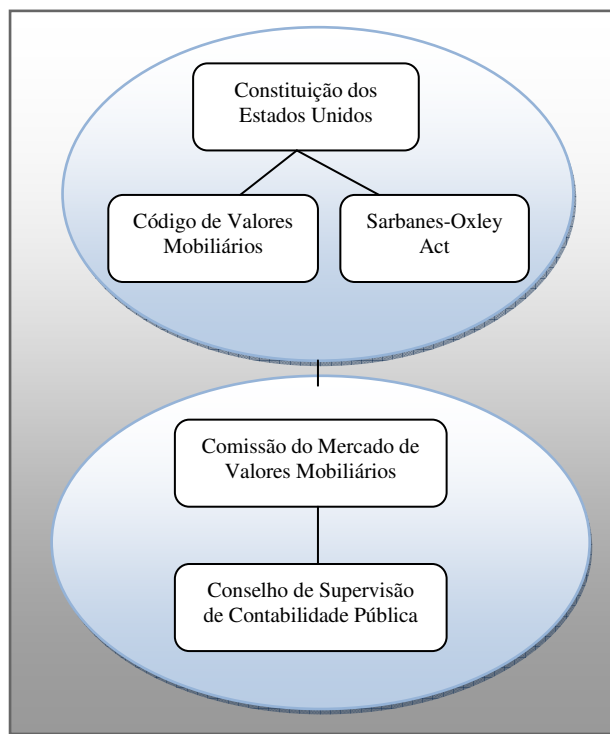 Constituição dos
Estados Unidos
Código de Valores
Mobiliários
Sarbanes-Oxley
Act
Comissão do Mercado de
Valores Mobiliários
Conselho de Supervisão
de Contabilidade Pública